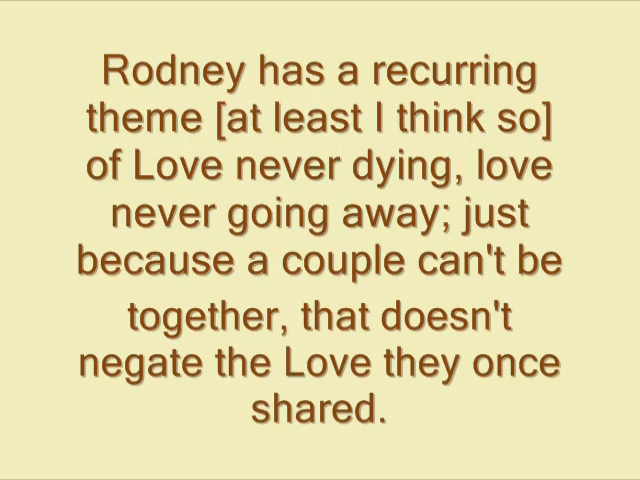 Rodney has a recurring
theme [at least I think so]
of Love never dying, love
never going away; just
because a couple can't be
together, that doesn't
negate the Love they once
shared.